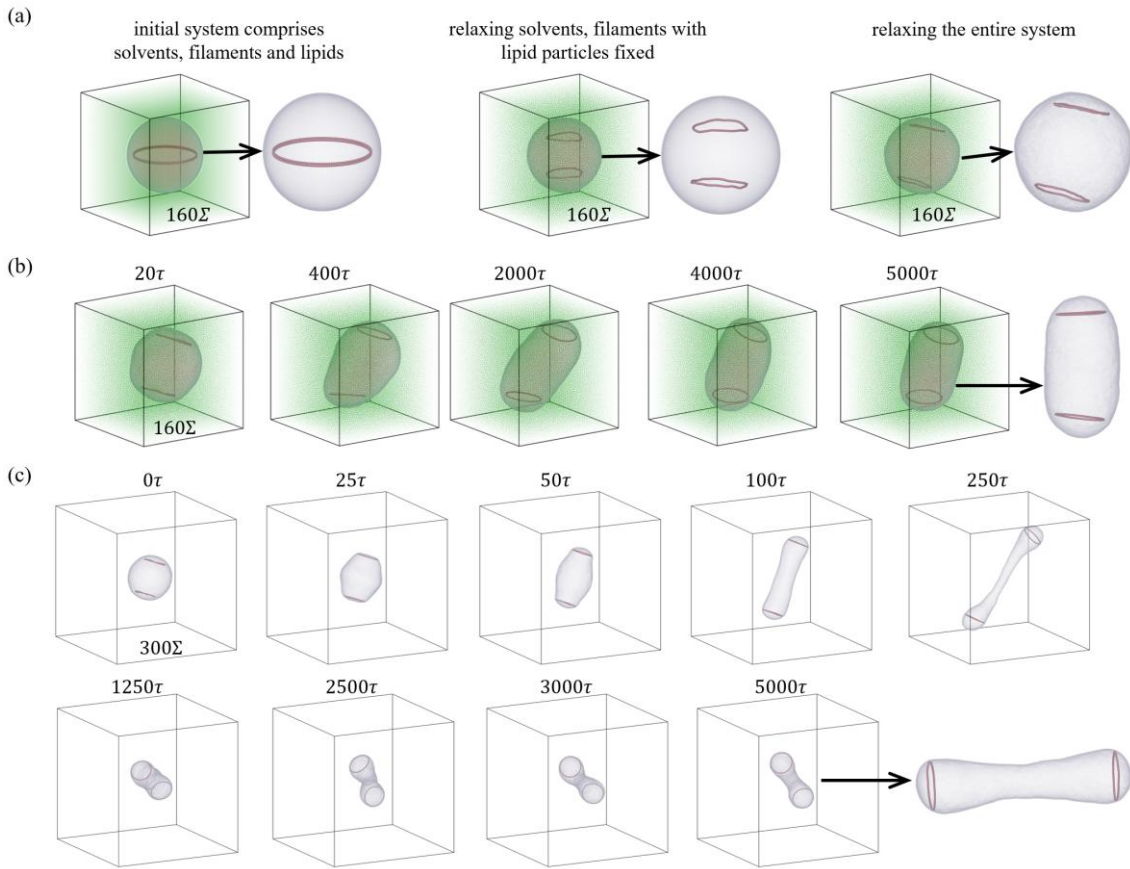 (a)
initial system comprises
solvents, filaments and lipids
relaxing solvents, filaments with
lipid particles fixed
relaxing the entire system
160Σ
160Σ
160Σ
(b)
20τ
400τ
2000τ
4000τ
5000τ
160Σ
(c)
0τ
25τ
50τ
100τ
250τ
300Σ
1250τ
2500τ
3000τ
5000τ